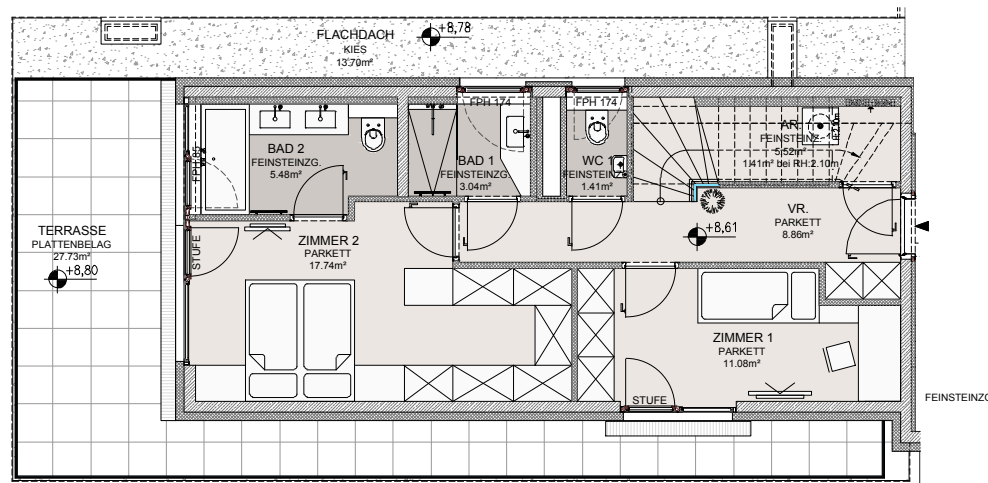 FLACHDACH
KIES
13.70m²
+8,78
FPH 174
FPH 174
FPH 85
BAD 2
FEINSTEINZG.
5.48m²
BAD 1
FEINSTEINZG.
3.04m²
WC 1
FEINSTEINZG.
1.41m²
AR.
FEINSTEINZ
5.52m²
1.41m² bei RH:2.10m
VR.
PARKETT
8.86m²
+8,61
TERRASSE
PLATTENBELAG
27.73m²
+8,80
STUFE
ZIMMER 2
PARKETT
17.74m²
ZIMMER 1
PARKETT
11.08m²
STUFE
FEINSTEINZG